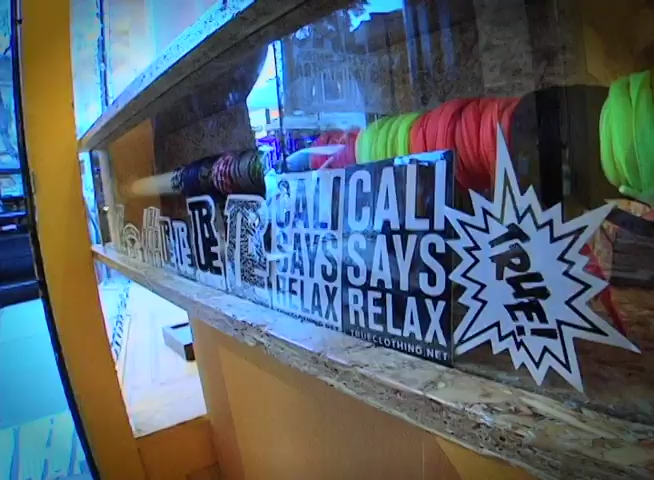 CALI
SAYS
RELAX
CALI
SAYS
RELAX
TRUECLOTHING.NET
TRUE!